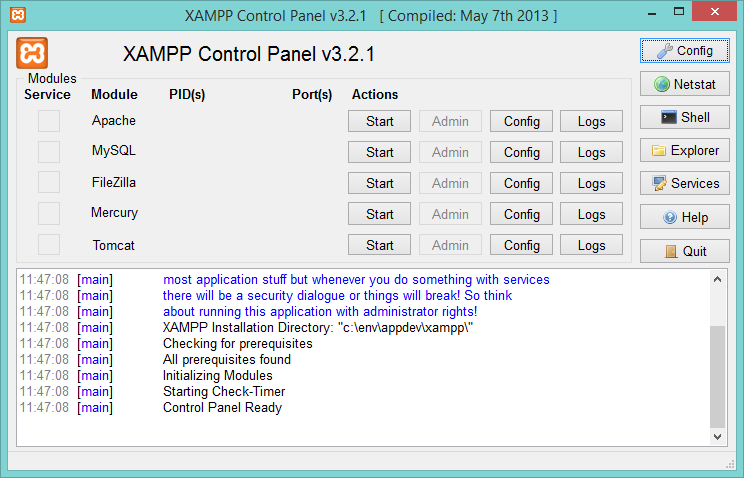 XAMPP Control Panel v3.2.1 [ Compiled: May 7th 2013 ]
XAMPP Control Panel v3.2.1
Config
Modules
Netstat
Service Module PID(s) Port(s) Actions
Apache Start Admin Config Logs
Shell
MySQL Start Admin Config Logs
Explorer
FileZilla Start Admin Config Logs
Services
Mercury Start Admin Config Logs
Help
Tomcat Start Admin Config Logs
Quit
11:47:08 [main] most application stuff but whenever you do something with services
11:47:08 [main] there will be a security dialogue or things will break! So think
11:47:08 [main] about running this application with administrator rights!
11:47:08 [main] XAMPP Installation Directory: "c:\env\appdev\xampp\"
11:47:08 [main] Checking for prerequisites
11:47:08 [main] All prerequisites found
11:47:08 [main] Initializing Modules
11:47:08 [main] Starting Check-Timer
11:47:08 [main] Control Panel Ready